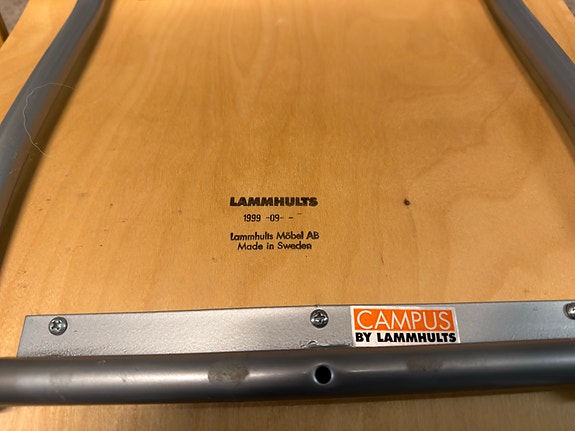 LAMMHULTS
1999 -09- -
Lammhults Möbel AB
Made in Sweden
CAMPUS
BY LAMMHULTS